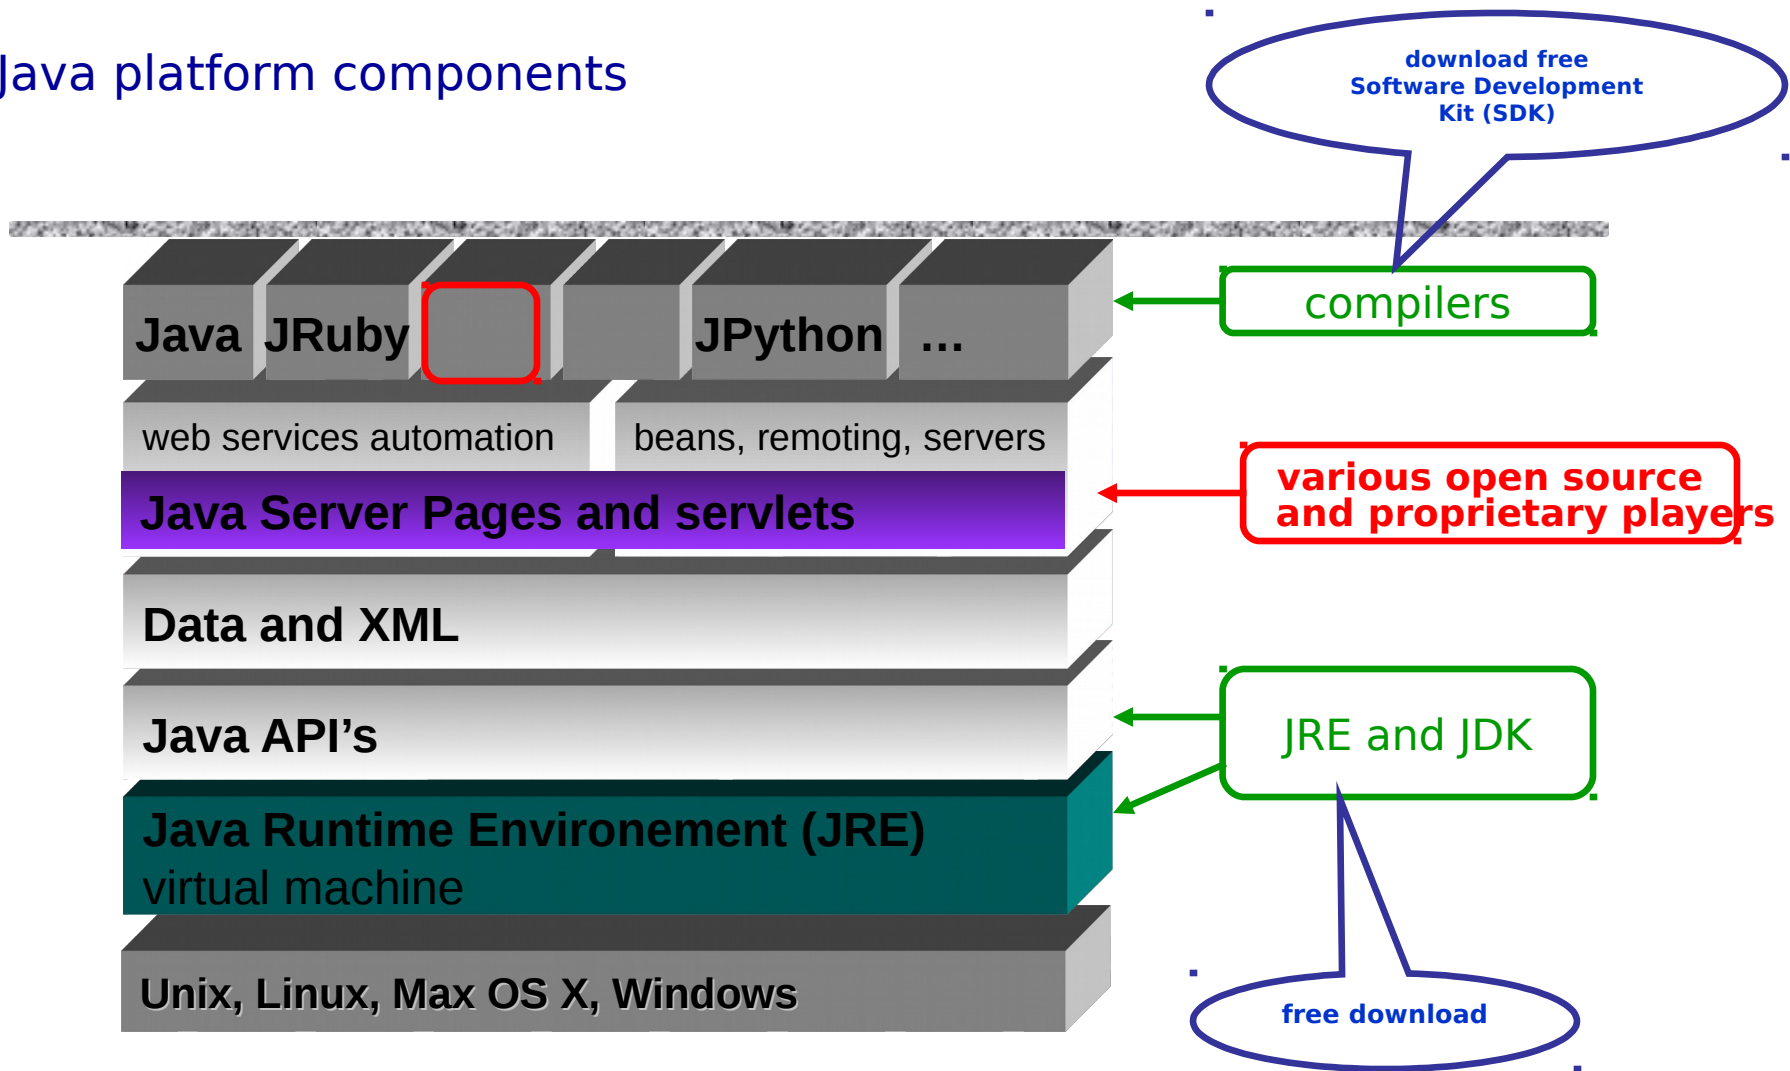 Java platform components
download free
Software Development
Kit (SDK)
Java JRuby JPython …
compilers
web services automation beans, remoting, servers
Java Server Pages and servlets
various open source
and proprietary players
Data and XML
Java API’s
JRE and JDK
Java Runtime Environement (JRE)
virtual machine
Unix, Linux, Max OS X, Windows
free download